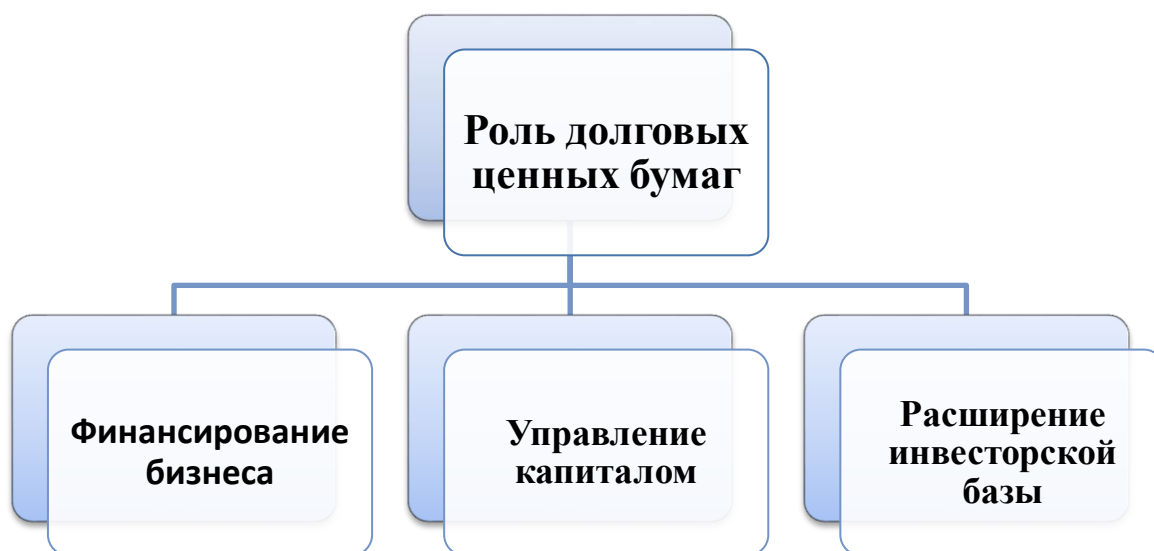 Роль долговых
ценных бумаг
Финансирование
бизнеса
Управление
капиталом
Расширение
инвесторской
базы